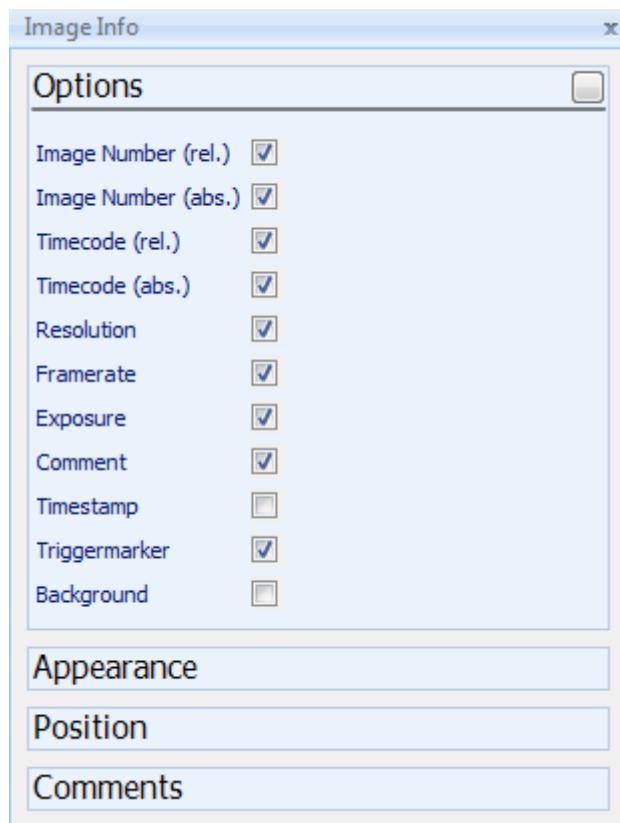 Image Info x
Options
Image Number (rel.)
Image Number (abs.)
Timecode (rel.)
Timecode (abs.)
Resolution
Framerate
Exposure
Comment
Timestamp
Triggermarker
Background
Appearance
Position
Comments